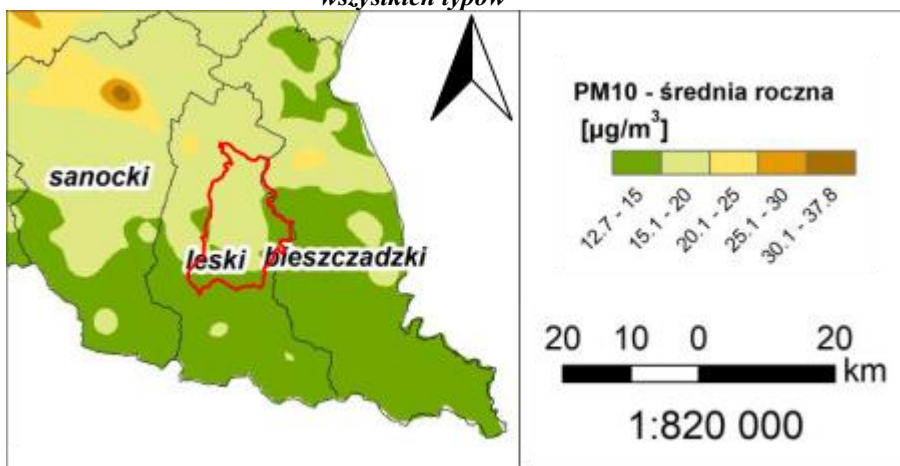 wszystkich typów
sanocki
leski bieszczadzki
PM10 - średnia roczna
[µg/m³]
12.7 - 15
15.1 - 20
20.1 - 25
25.1 - 30
30.1 - 37.8
20 10 0 20
km
1:820 000